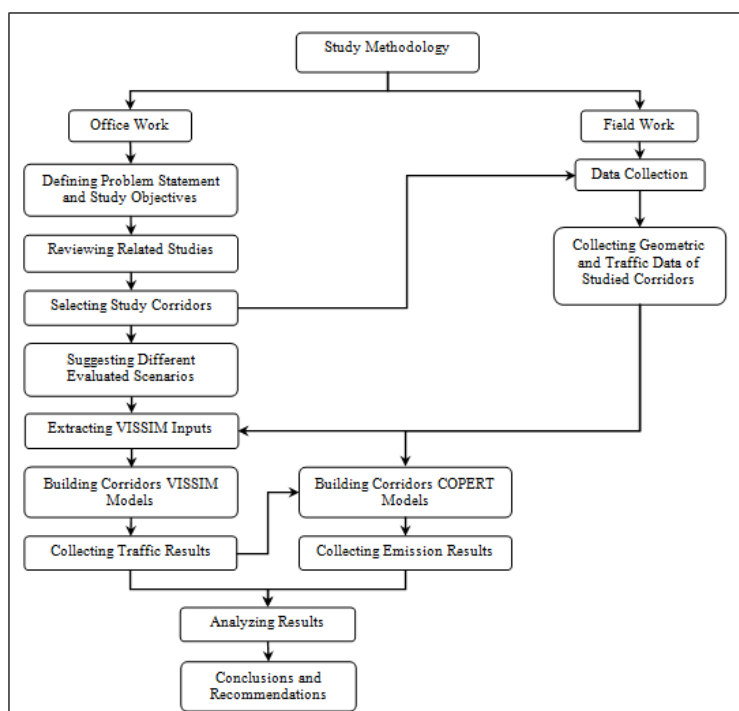 Study Methodology
Office Work
Field Work
Defining Problem Statement
and Study Objectives
Data Collection
Reviewing Related Studies
Collecting Geometric
and Traffic Data of
Studied Corridors
Selecting Study Corridors
Suggesting Different
Evaluated Scenarios
Extracting VISSIM Inputs
Building Corridors VISSIM
Models
Building Corridors COPERT
Models
Collecting Traffic Results
Collecting Emission Results
Analyzing Results
Conclusions and
Recommendations